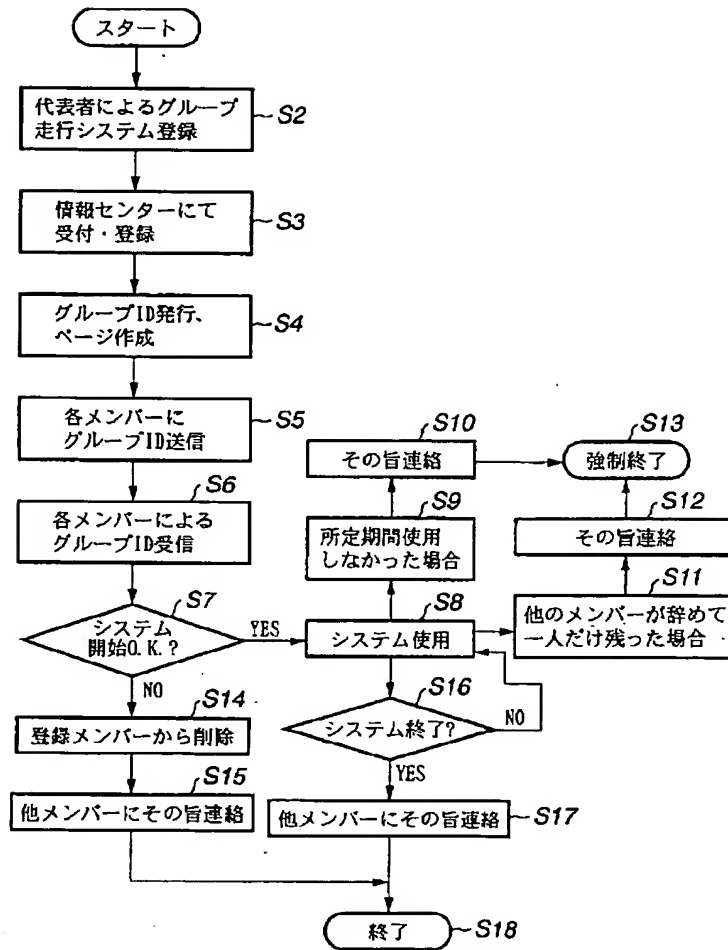 スタート
代表者によるグループ
走行システム登録
S2
情報センターにて
受付・登録
S3
グループID発行、
ページ作成
S4
各メンバーに
グループID送信
S5
S6
各メンバーによる
グループID受信
S7
システム
開始O.K.?
YES
NO
S14
登録メンバーから削除
S15
他メンバーにその旨連絡
S10
その旨連絡
S9
所定期間使用
しなかった場合
S8
システム使用
S13
強制終了
S12
その旨連絡
S11
他のメンバーが辞めて
一人だけ残った場合
S16
システム終了?
NO
YES
他メンバーにその旨連絡
S17
終了
S18